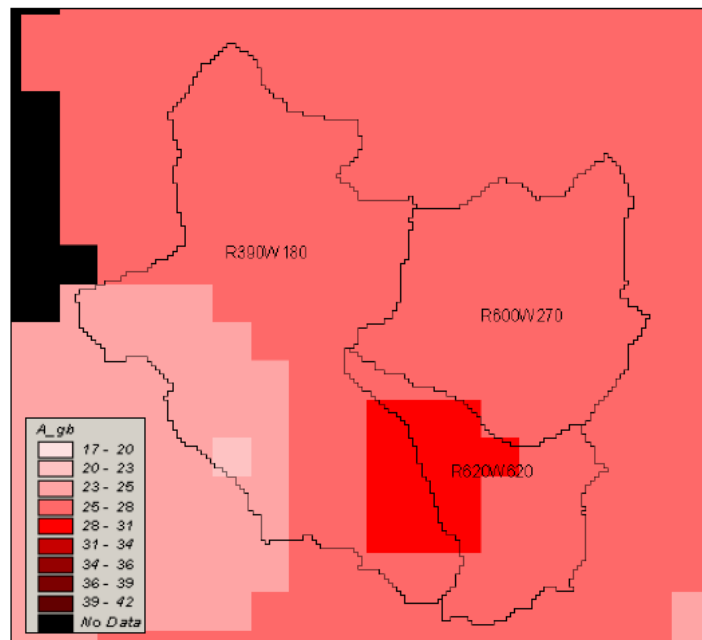 R390W180
R600W270
R620W620
A_gb
17 - 20
20 - 23
23 - 25
25 - 28
28 - 31
31 - 34
34 - 36
36 - 39
39 - 42
No Data